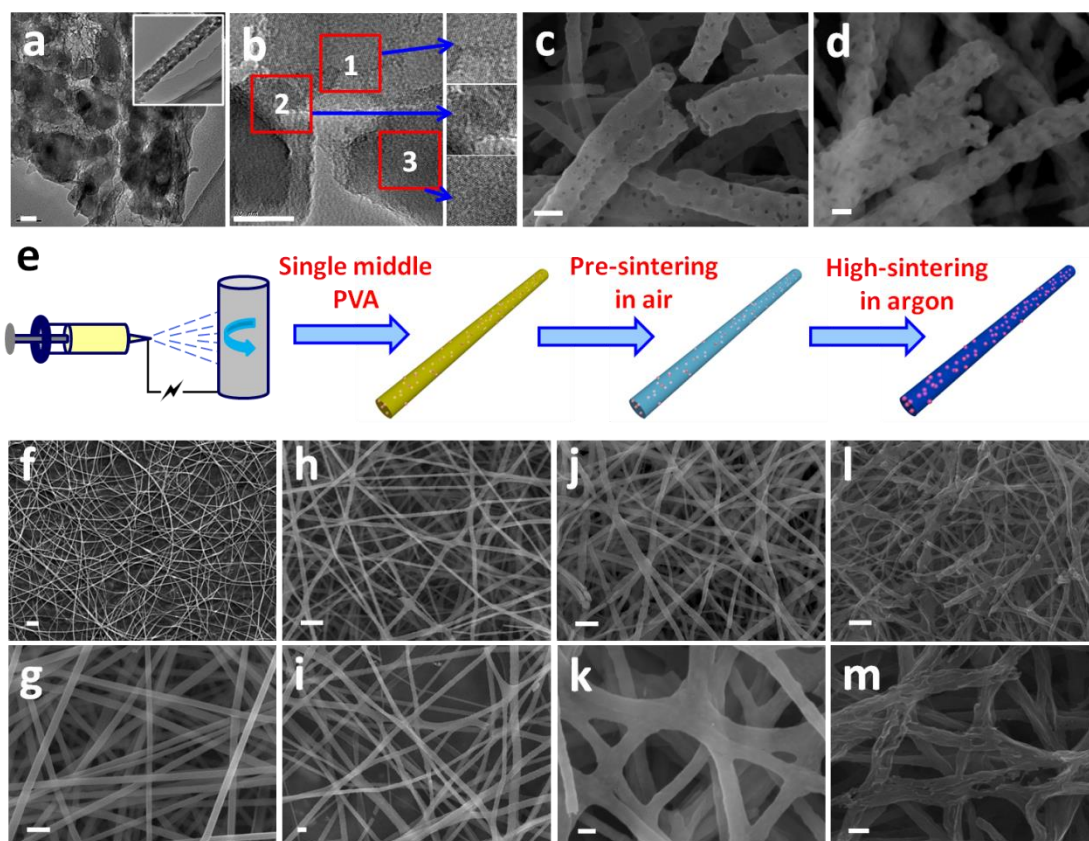 a
b
1
2
3
c
d
e
Single middle
PVA
Pre-sintering
in air
High-sintering
in argon
f
h
j
l
g
i
k
m